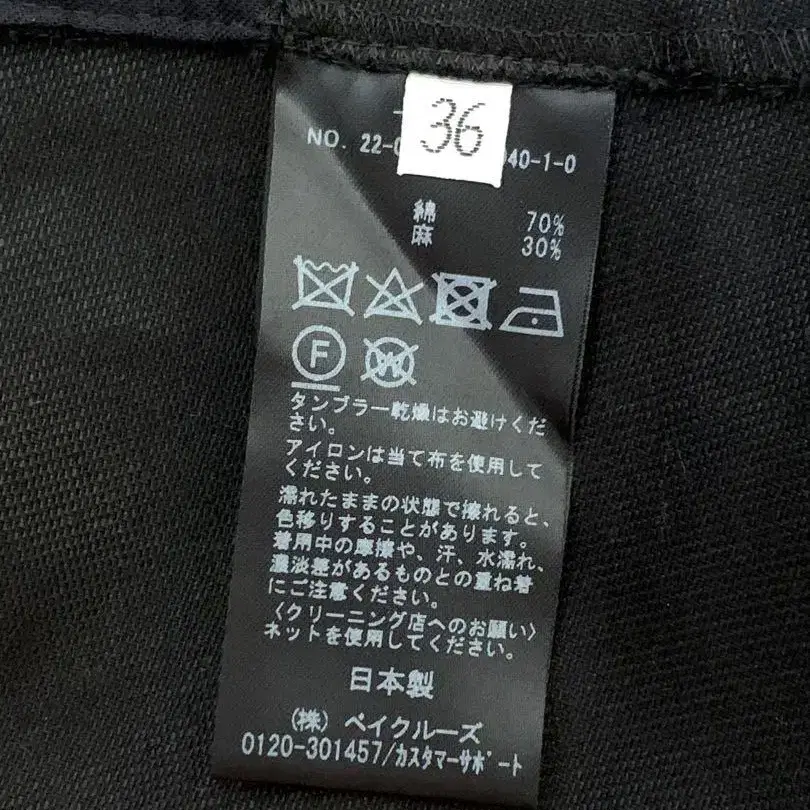 36
NO. 22-0 040-1-0
綿 70%
麻 30%
F
W
タンブラー乾燥はお避けくだ
さい。
アイロンは当て布を使用して
ください。
濡れたままの状態で擦れると、
色移りすることがあります。
着用中の摩擦や、汗、水濡れ、
濃淡差があるものとの重ね着
にご注意ください。
〈クリーニング店へのお願い〉
ネットを使用してください。
日本製
(株) ベイクルーズ
0120-301457/カスタマーサポート